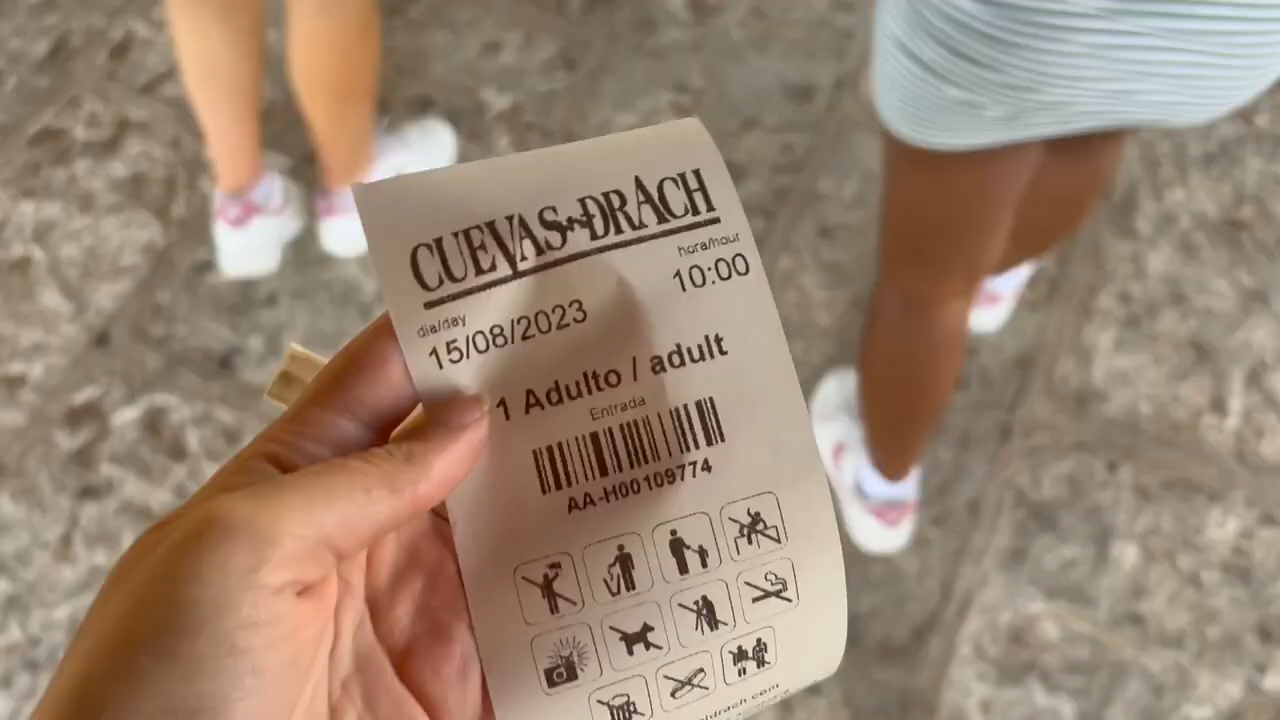 CUEVAS DRACH
hora/hour
10:00
dia/day
15/08/2023
1 Adulto / adult
Entrada
AA-H00109774